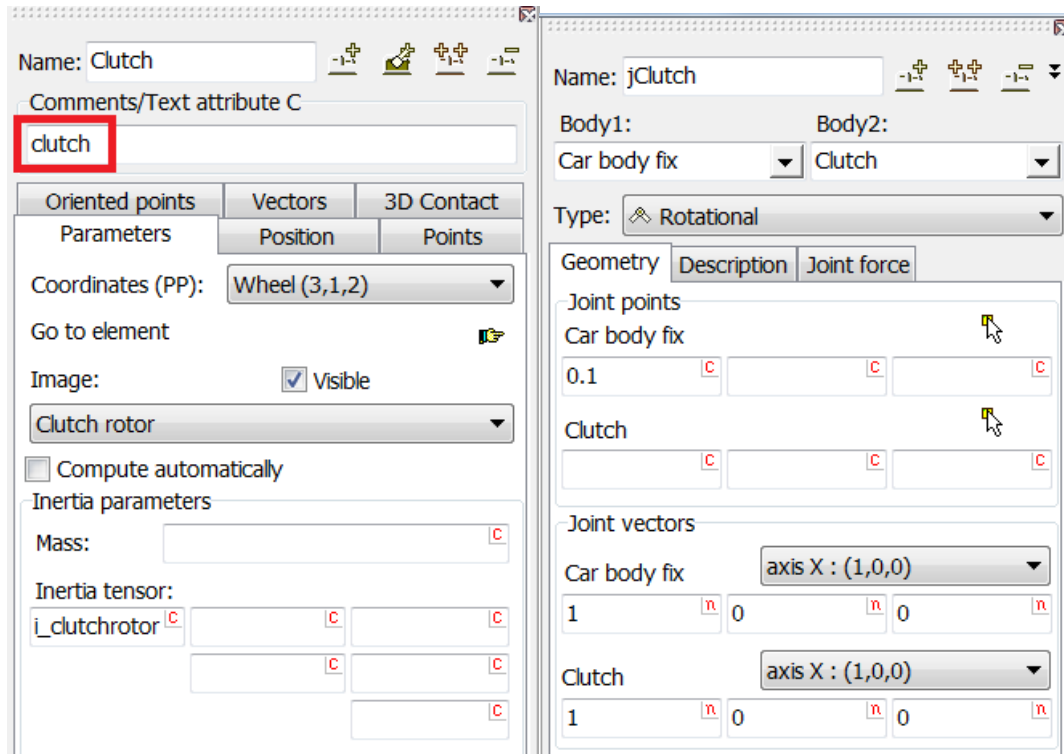 Name: Clutch
Comments/Text attribute C
clutch
Oriented points Vectors 3D Contact
Parameters Position Points
Coordinates (PP): Wheel (3,1,2)
Go to element
Image: Visible
Clutch rotor
Compute automatically
Inertia parameters
Mass: C
Inertia tensor:
i_clutchrotor C C C
C C
C
Name: jClutch
Body1: Body2:
Car body fix Clutch
Type: Rotational
Geometry Description Joint force
Joint points
Car body fix
0.1 C C C
Clutch
C C C
Joint vectors
Car body fix axis X : (1,0,0)
1 n 0 n 0 n
Clutch axis X : (1,0,0)
1 n 0 n 0 n